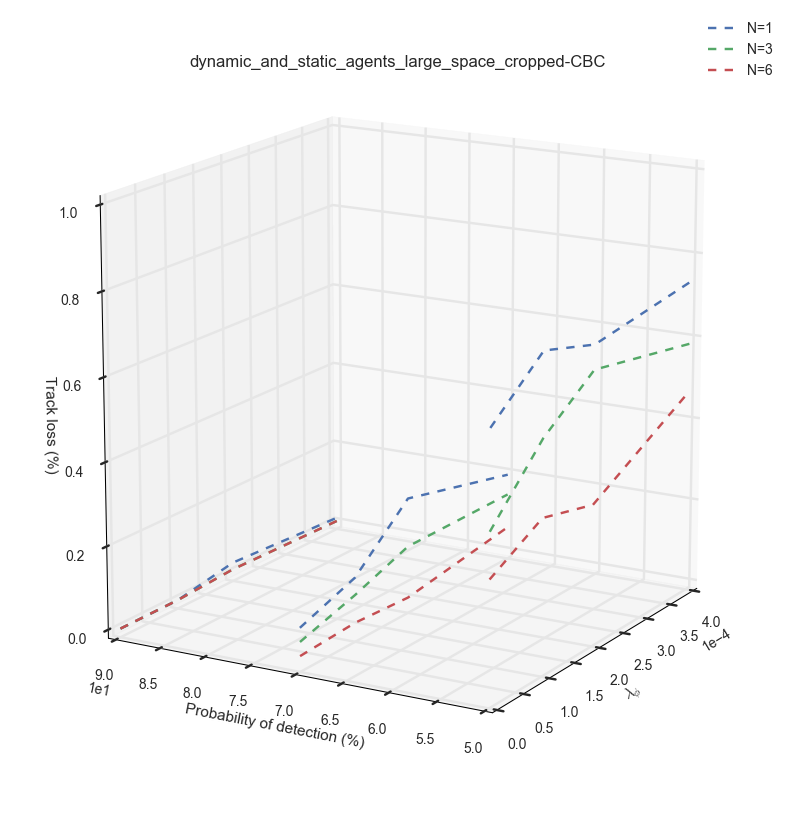 N=1
N=3
N=6
dynamic_and_static_agents_large_space_cropped-CBC
1.0
0.8
0.6
0.4
0.2
0.0
Track loss (%)
9.0
8.5
8.0
7.5
7.0
6.5
6.0
5.5
5.0
1e1
Probability of detection (%)
0.0
0.5
1.0
1.5
2.0
2.5
3.0
3.5
4.0
1e−4
λϕ